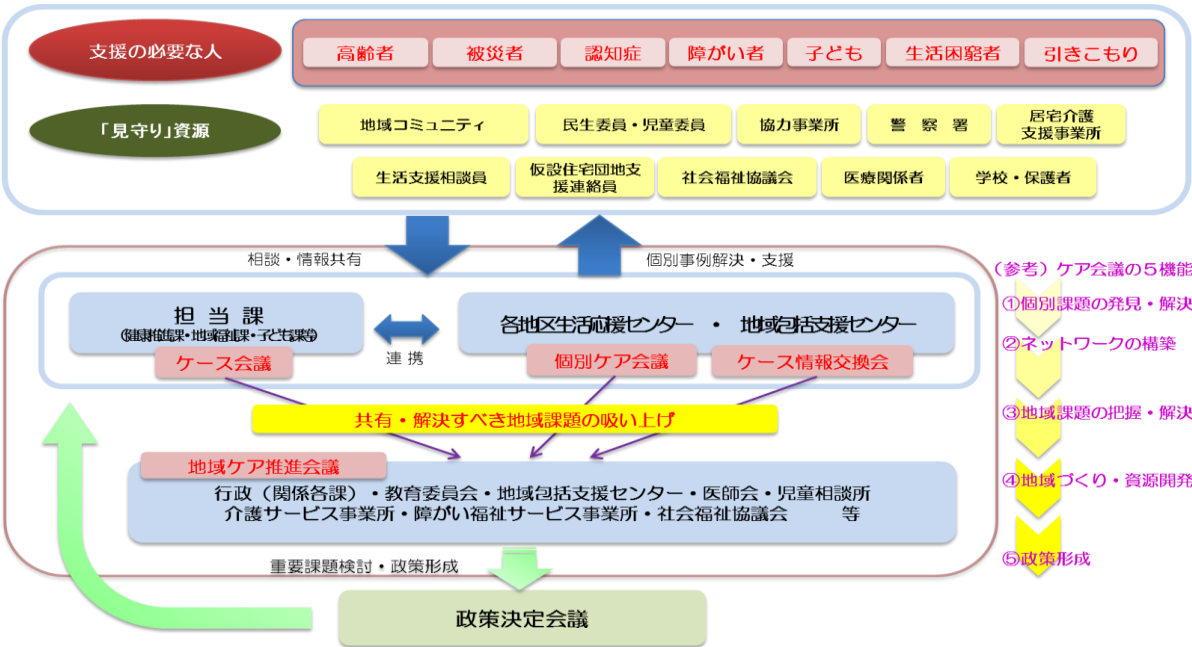 支援の必要な人
高齢者
被災者
認知症
障がい者
子ども
生活困窮者
引きこもり
「見守り」資源
地域コミュニティ
民生委員・児童委員
協力事業所
警 察 署
居宅介護
支援事業所
生活支援相談員
仮設住宅団地支
援連絡員
社会福祉協議会
医療関係者
学校・保護者
相談・情報共有
個別事例解決・支援
(参考)ケア会議の5機能
①個別課題の発見・解決
②ネットワークの構築
③地域課題の把握・解決
④地域づくり・資源開発
⑤政策形成
担 当 課
(健康推進課・地域福祉課・子ども課等)
ケース会議
連 携
各地区生活応援センター ・ 地域包括支援センター
個別ケア会議
ケース情報交換会
共有・解決すべき地域課題の吸い上げ
地域ケア推進会議
行政(関係各課)・教育委員会・地域包括支援センター・医師会・児童相談所
介護サービス事業所・障がい福祉サービス事業所・社会福祉協議会 等
重要課題検討・政策形成
政策決定会議